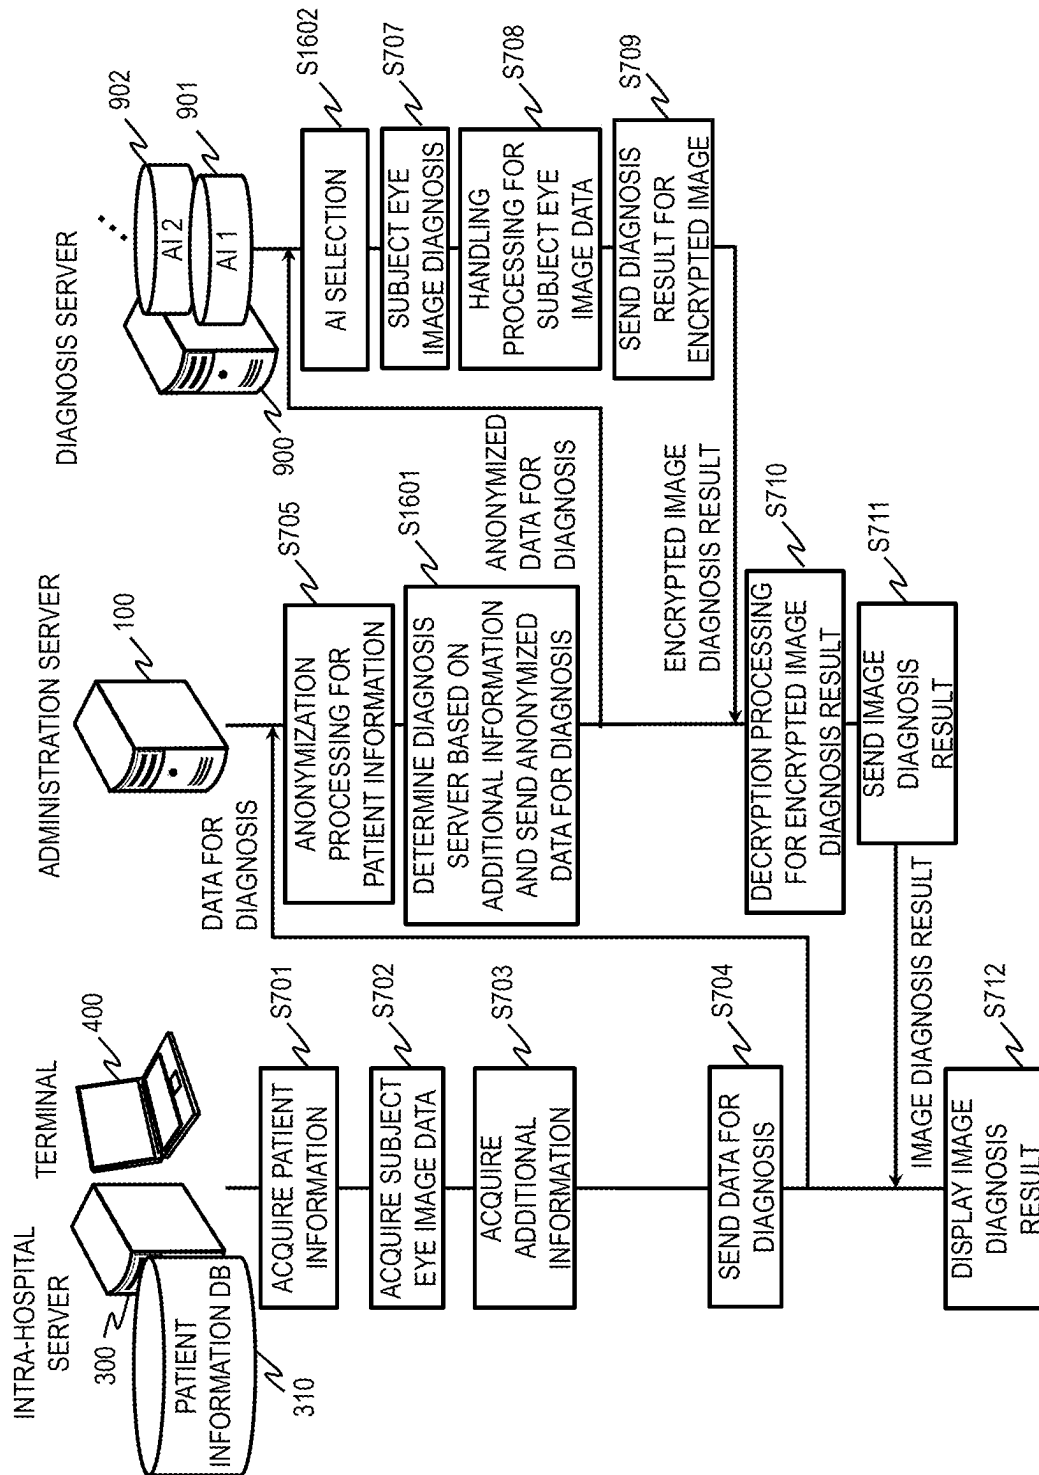 INTRA-HOSPITAL
SERVER
300
PATIENT
INFORMATION DB
310
TERMINAL
400
ACQUIRE PATIENT
INFORMATION
S701
ACQUIRE SUBJECT
EYE IMAGE DATA
S702
ACQUIRE
ADDITIONAL
INFORMATION
S703
SEND DATA FOR
DIAGNOSIS
S704
DISPLAY IMAGE
DIAGNOSIS
RESULT
S712
ADMINISTRATION SERVER
100
DATA FOR
DIAGNOSIS
ANONYMIZATION
PROCESSING FOR
PATIENT INFORMATION
S705
DETERMINE DIAGNOSIS
SERVER BASED ON
ADDITIONAL INFORMATION
AND SEND ANONYMIZED
DATA FOR DIAGNOSIS
S1601
ANONYMIZED
DATA FOR
DIAGNOSIS
ENCRYPTED IMAGE
DIAGNOSIS RESULT
DECRYPTION PROCESSING
FOR ENCRYPTED IMAGE
DIAGNOSIS RESULT
S710
SEND IMAGE
DIAGNOSIS
RESULT
S711
IMAGE DIAGNOSIS RESULT
DIAGNOSIS SERVER
900
AI 2
902
AI 1
901
AI SELECTION
S1602
SUBJECT EYE
IMAGE DIAGNOSIS
S707
HANDLING
PROCESSING FOR
SUBJECT EYE
IMAGE DATA
S708
SEND DIAGNOSIS
RESULT FOR
ENCRYPTED IMAGE
S709